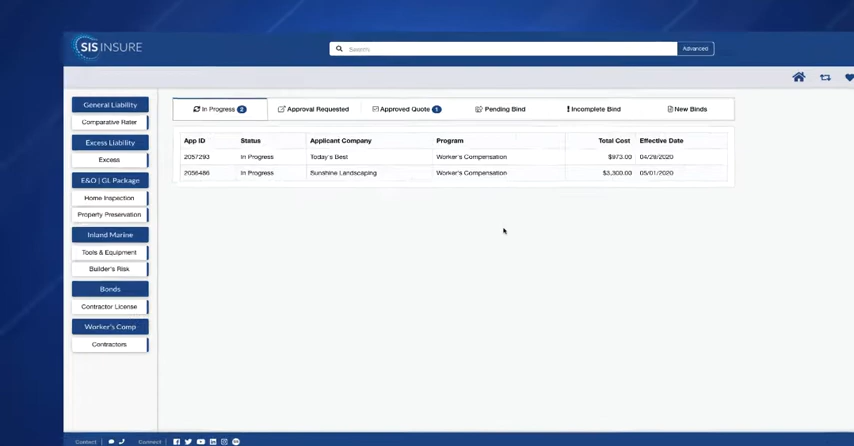 SIS INSURE
Search
Advanced
General Liability
Comparative Rater
Excess Liability
Excess
E&O | GL Package
Home Inspection
Property Preservation
Inland Marine
Tools & Equipment
Builder's Risk
Bonds
Contractor License
Worker's Comp
Contractors
In Progress 2 Approval Requested Approved Quote 1 Pending Bind Incomplete Bind New Binds
App ID Status Applicant Company Program Total Cost Effective Date
2057293 In Progress Today's Best Worker's Compensation $973.00 04/29/2020
2056486 In Progress Sunshine Landscaping Worker's Compensation $3,300.00 05/01/2020
Contact | Connect |